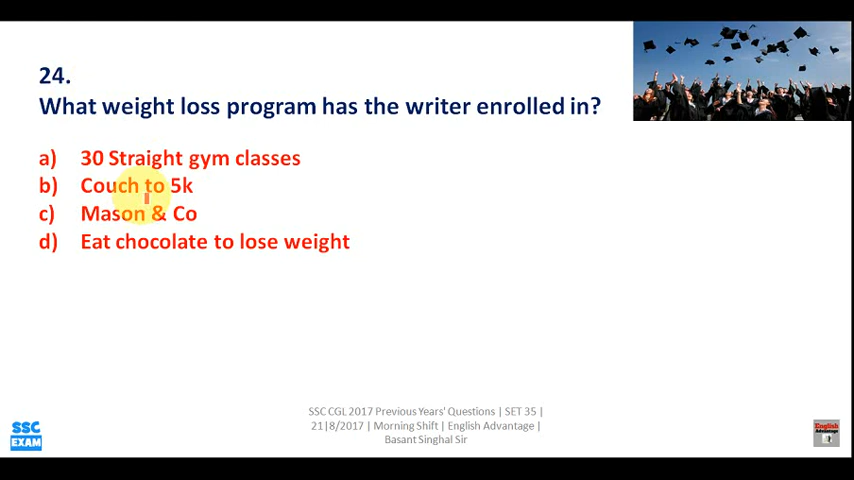 24.
What weight loss program has the writer enrolled in?
a) 30 Straight gym classes
b) Couch to 5k
c) Mason & Co
d) Eat chocolate to lose weight
SSC CGL 2017 Previous Years' Questions | SET 35 |
21|8/2017 | Morning Shift | English Advantage |
Basant Singhal Sir
SSC
EXAM
English
Advantage